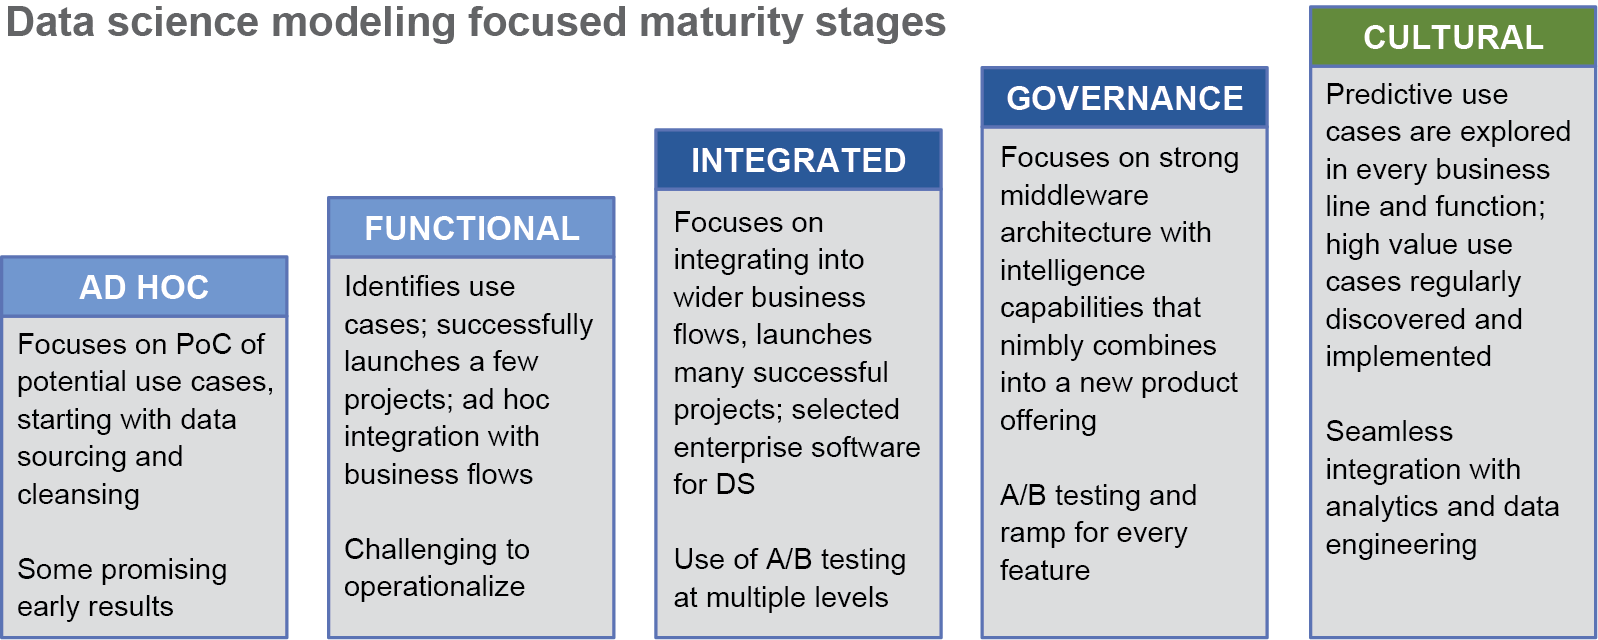 Data science modeling focused maturity stages
AD HOC
Focuses on PoC of
potential use cases,
starting with data
sourcing and
cleansing
Some promising
early results
FUNCTIONAL
Identifies use
cases; successfully
launches a few
projects; ad hoc
integration with
business flows
Challenging to
operationalize
INTEGRATED
Focuses on
integrating into
wider business
flows, launches
many successful
projects; selected
enterprise software
for DS
Use of A/B testing
at multiple levels
GOVERNANCE
Focuses on strong
middleware
architecture with
intelligence
capabilities that
nimbly combines
into a new product
offering
A/B testing and
ramp for every
feature
CULTURAL
Predictive use
cases are explored
in every business
line and function;
high value use
cases regularly
discovered and
implemented
Seamless
integration with
analytics and data
engineering